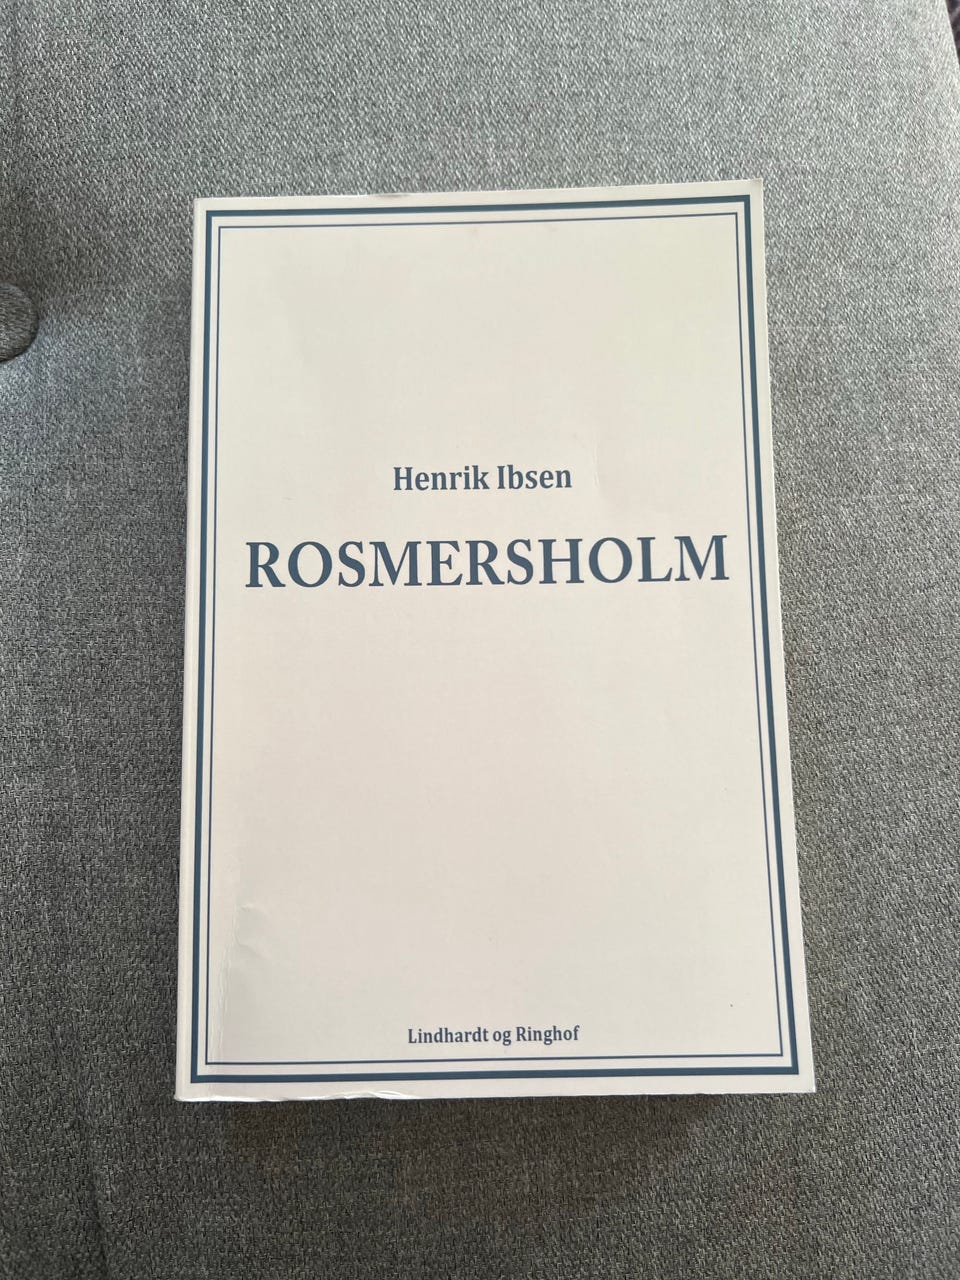 Henrik Ibsen
ROSMERSHOLM
Lindhardt og Ringhof